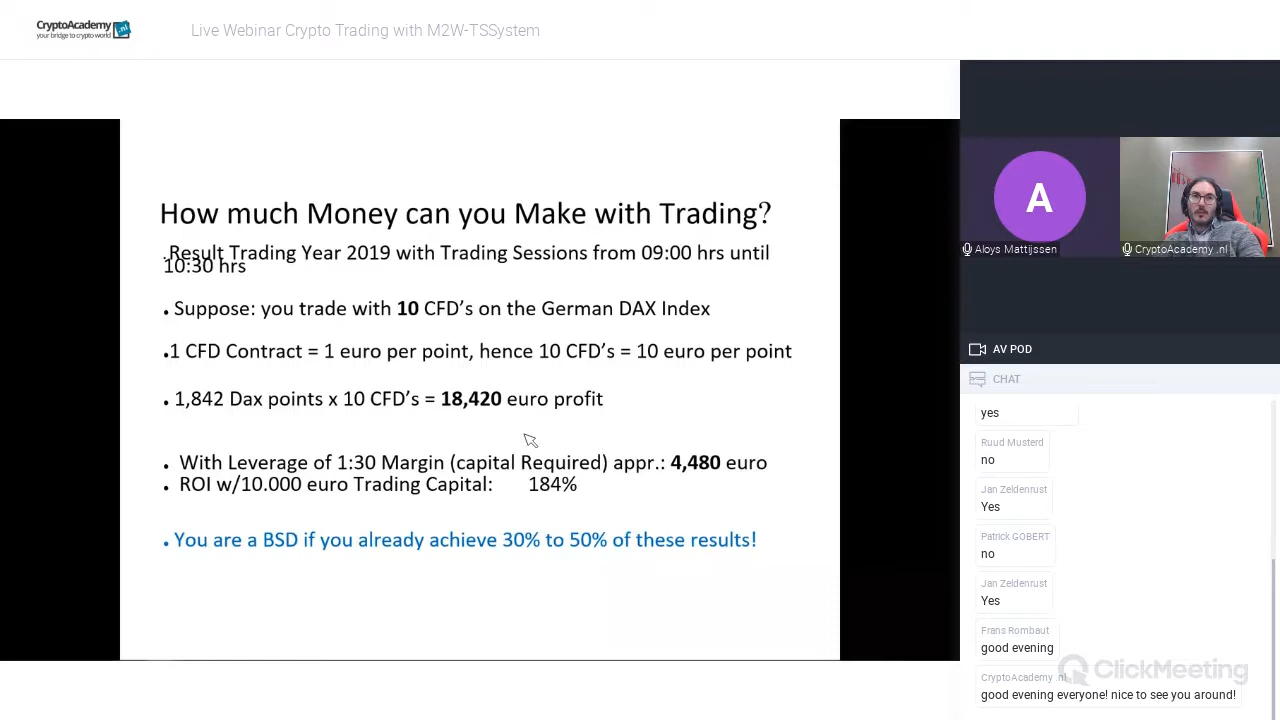 CryptoAcademy .nl
your bridge to crypto world
Live Webinar Crypto Trading with M2W-TSSystem
How much Money can you Make with Trading?
.Result Trading Year 2019 with Trading Sessions from 09:00 hrs until
10:30 hrs
• Suppose: you trade with 10 CFD's on the German DAX Index
•1 CFD Contract = 1 euro per point, hence 10 CFD's = 10 euro per point
• 1,842 Dax points x 10 CFD's = 18,420 euro profit
• With Leverage of 1:30 Margin (capital Required) appr.: 4,480 euro
• ROI w/10.000 euro Trading Capital: 184%
• You are a BSD if you already achieve 30% to 50% of these results!
A
Aloys Mattijssen
CryptoAcademy .nl
AV POD
CHAT
yes
Ruud Musterd
no
Jan Zeldenrust
Yes
Patrick GOBERT
no
Jan Zeldenrust
Yes
Frans Rombaut
good evening
CryptoAcademy .nl
good evening everyone! nice to see you around!
ClickMeeting